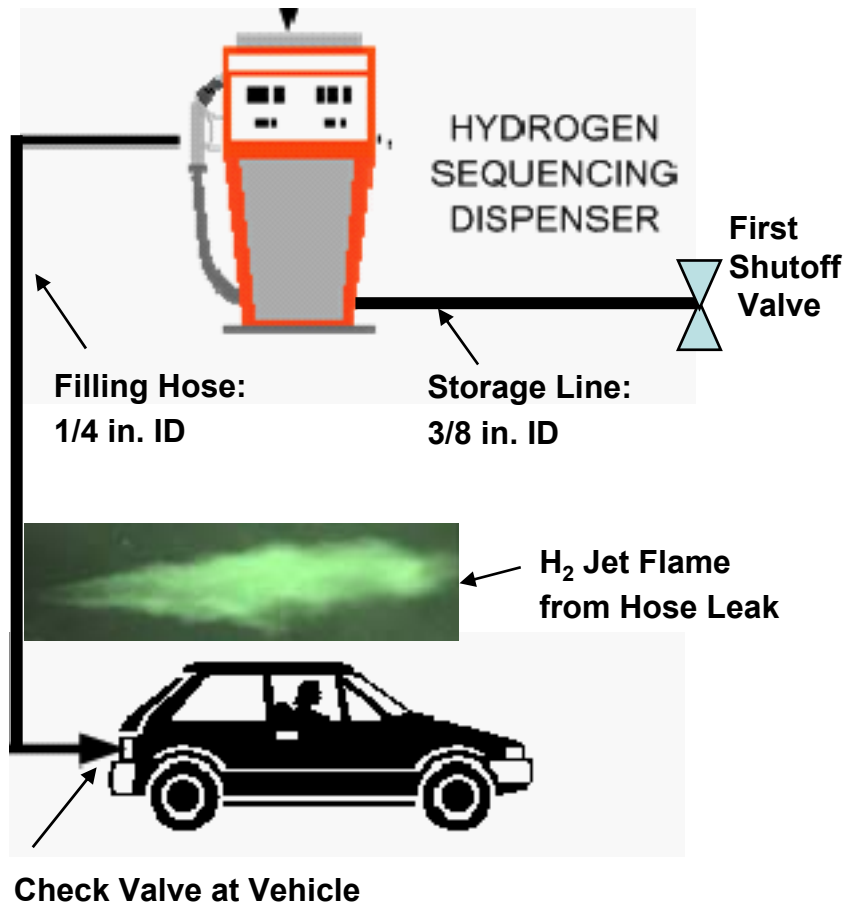 HYDROGEN
SEQUENCING
DISPENSER
First
Shutoff
Valve
Filling Hose:
1/4 in. ID
Storage Line:
3/8 in. ID
H₂ Jet Flame
from Hose Leak
Check Valve at Vehicle